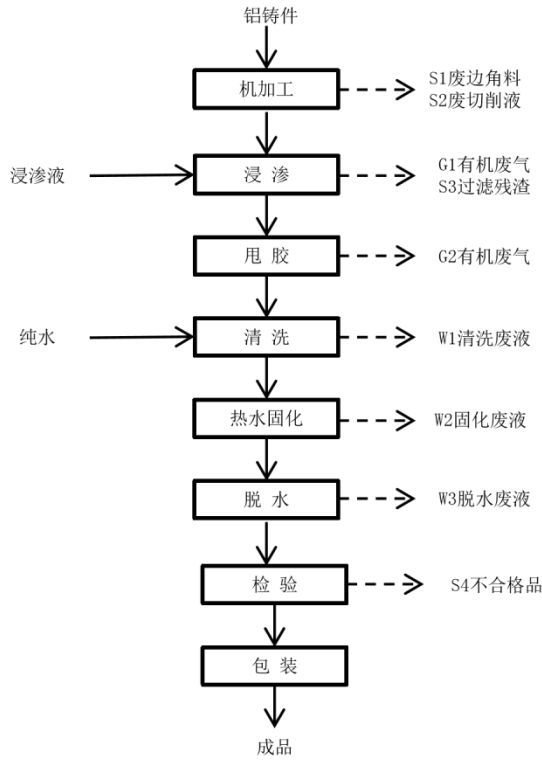 铝铸件
机加工
S1废边角料
S2废切削液
浸渗液
浸 渗
G1有机废气
S3过滤残渣
甩 胶
G2有机废气
纯水
清 洗
W1清洗废液
热水固化
W2固化废液
脱 水
W3脱水废液
检 验
S4不合格品
包 装
成品